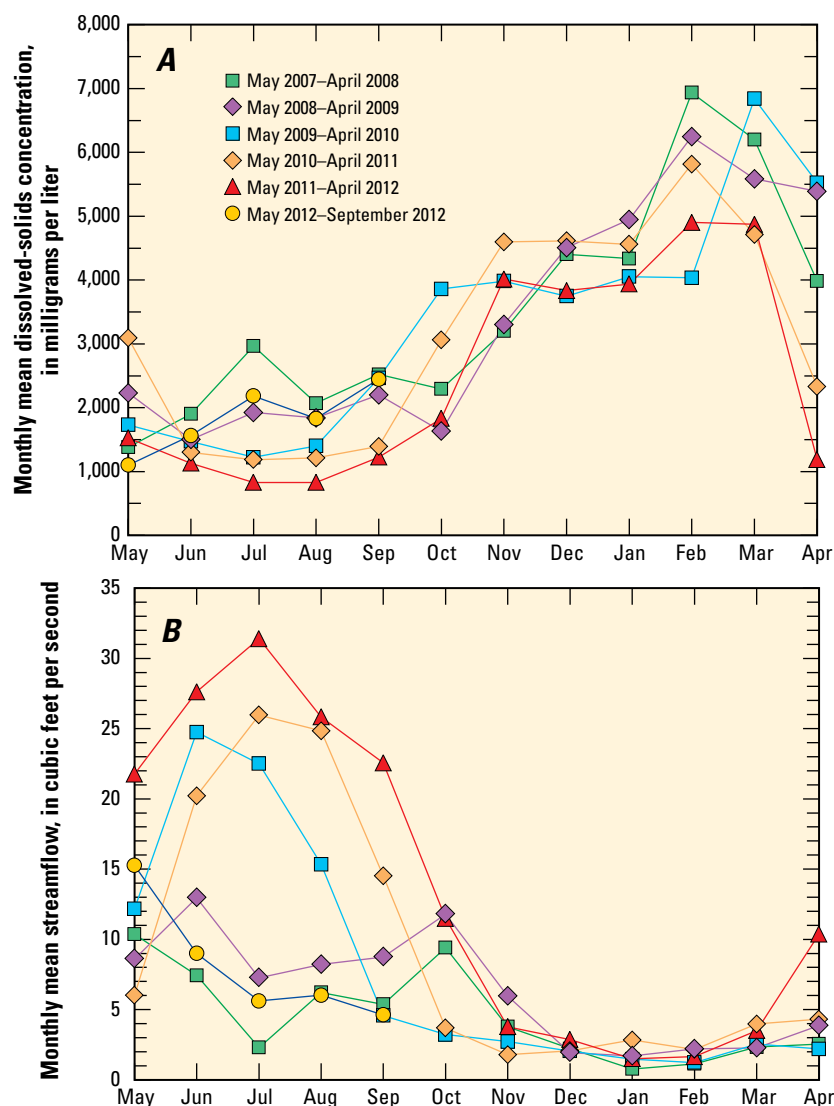 Monthly mean dissolved-solids concentration,
in milligrams per liter
8,000
7,000
6,000
5,000
4,000
3,000
2,000
1,000
0
A
May 2007–April 2008
May 2008–April 2009
May 2009–April 2010
May 2010–April 2011
May 2011–April 2012
May 2012–September 2012
May Jun Jul Aug Sep Oct Nov Dec Jan Feb Mar Apr
Monthly mean streamflow, in cubic feet per second
35
30
25
20
15
10
5
0
B
May Jun Jul Aug Sep Oct Nov Dec Jan Feb Mar Apr